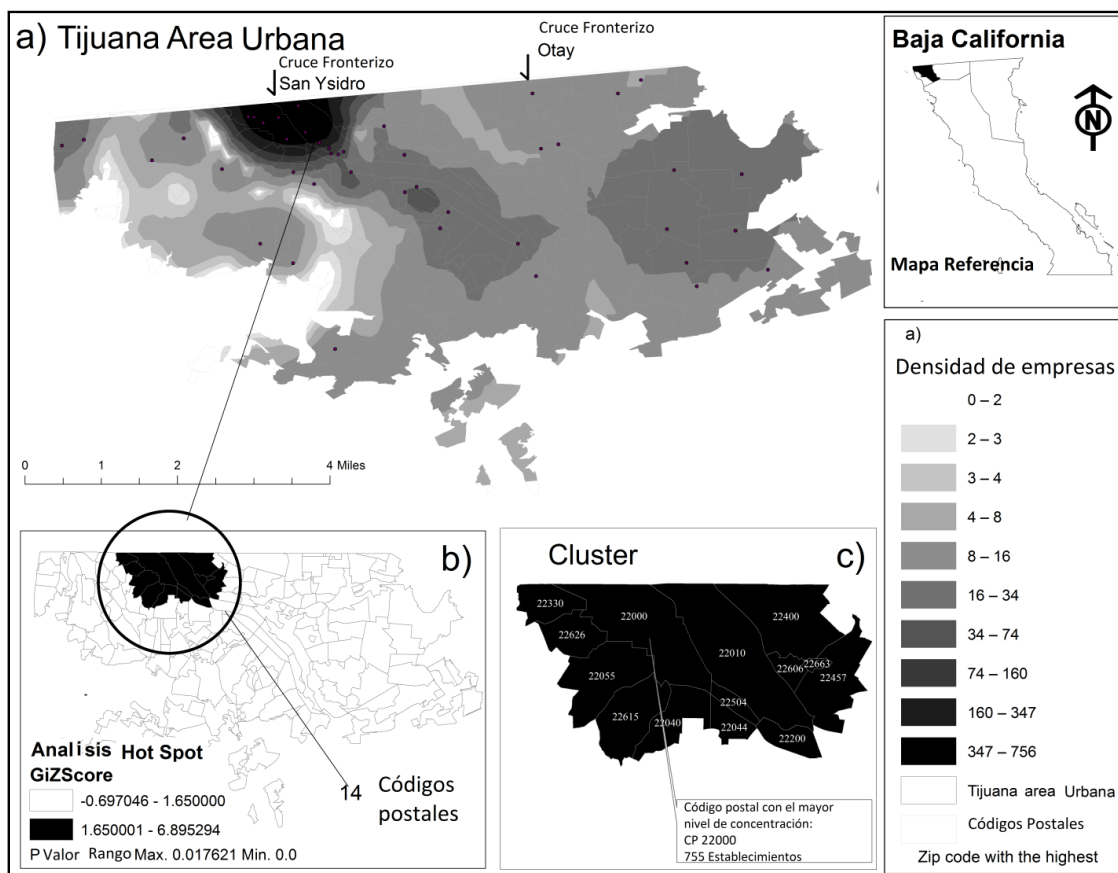 a) Tijuana Area Urbana
Cruce Fronterizo
San Ysidro
Cruce Fronterizo
Otay
0 2 4 Miles
Baja California
N
Mapa Referencia
a)
Densidad de empresas
0 – 2
2 – 3
3 – 4
4 – 8
8 – 16
16 – 34
34 – 74
74 – 160
160 – 347
347 – 756
Tijuana area Urbana
Códigos Postales
Zip code with the highest
b)
Analisis Hot Spot
GiZScore
-0.697046 - 1.650000
1.650001 - 6.895294
P Valor Rango Max. 0.017621 Min. 0.0
14 Códigos
postales
Cluster
c)
22330
22000
22400
22626
22010
22606
22663
22457
22055
22504
22615
22040
22044
22200
Código postal con el mayor
nivel de concentración:
CP 22000
755 Establecimientos